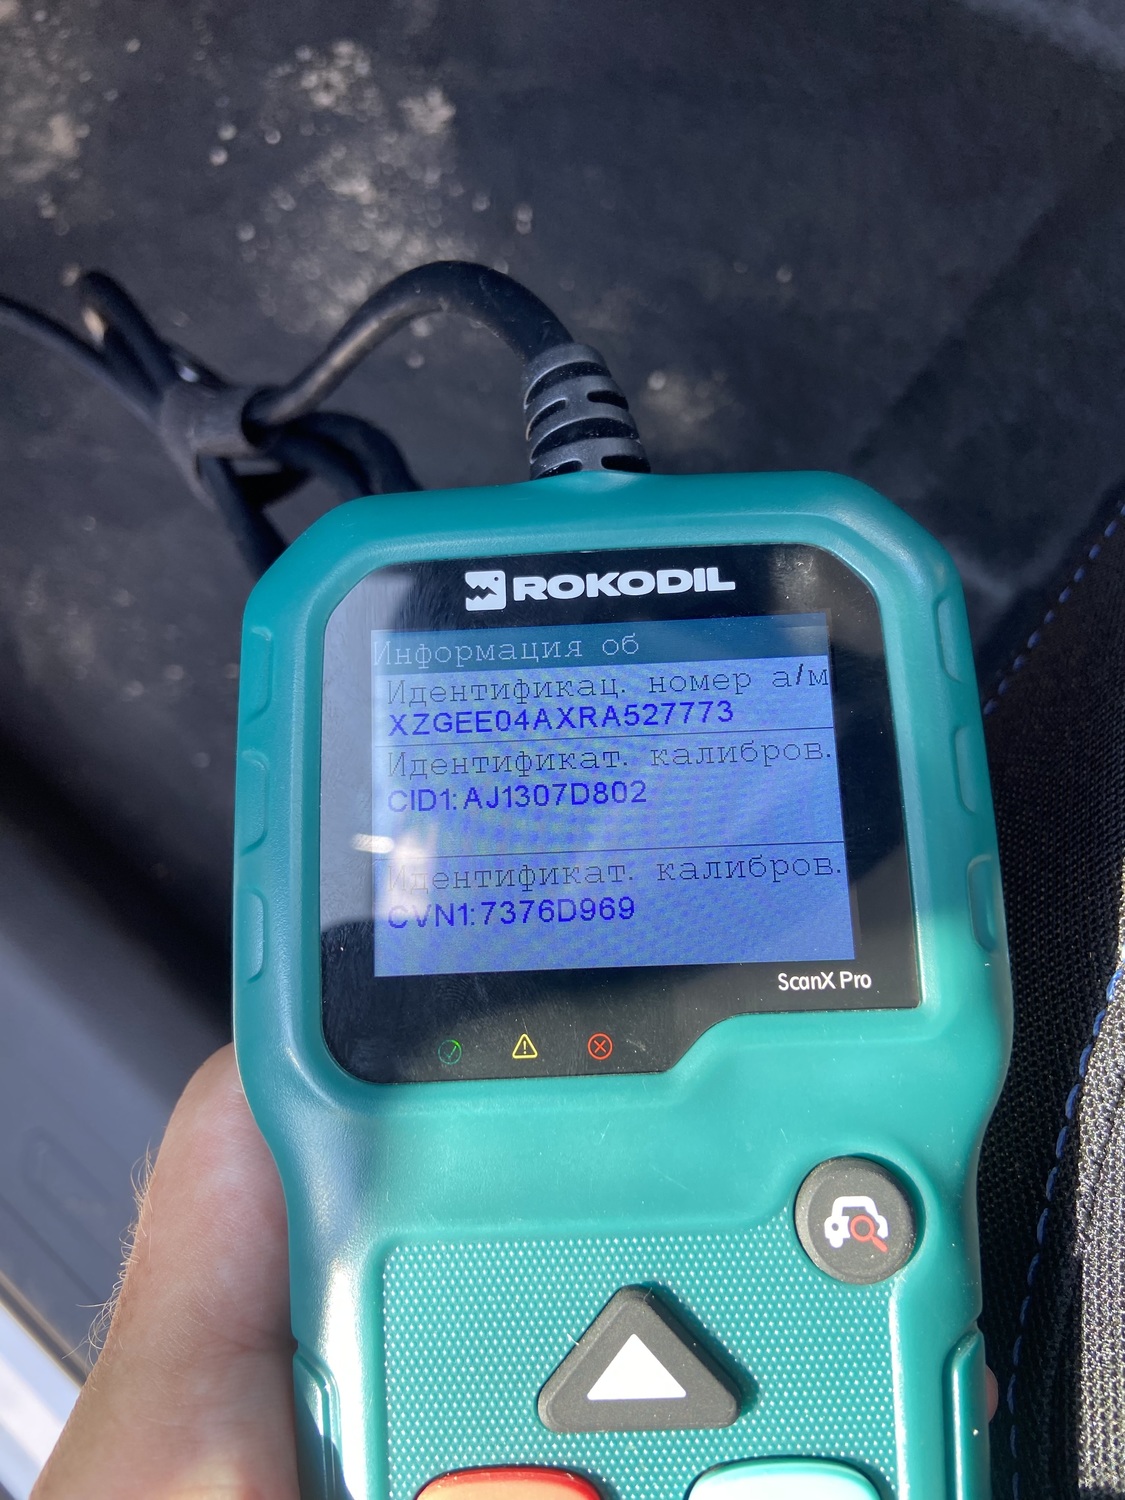 ROKODIL
Информация об
Идентификац. номер а/м
XZGEE04AXRA527773
Идентификат. калибров.
CID1:AJ1307D802
Идентификат. калибров.
CVN1:7376D969
ScanX Pro